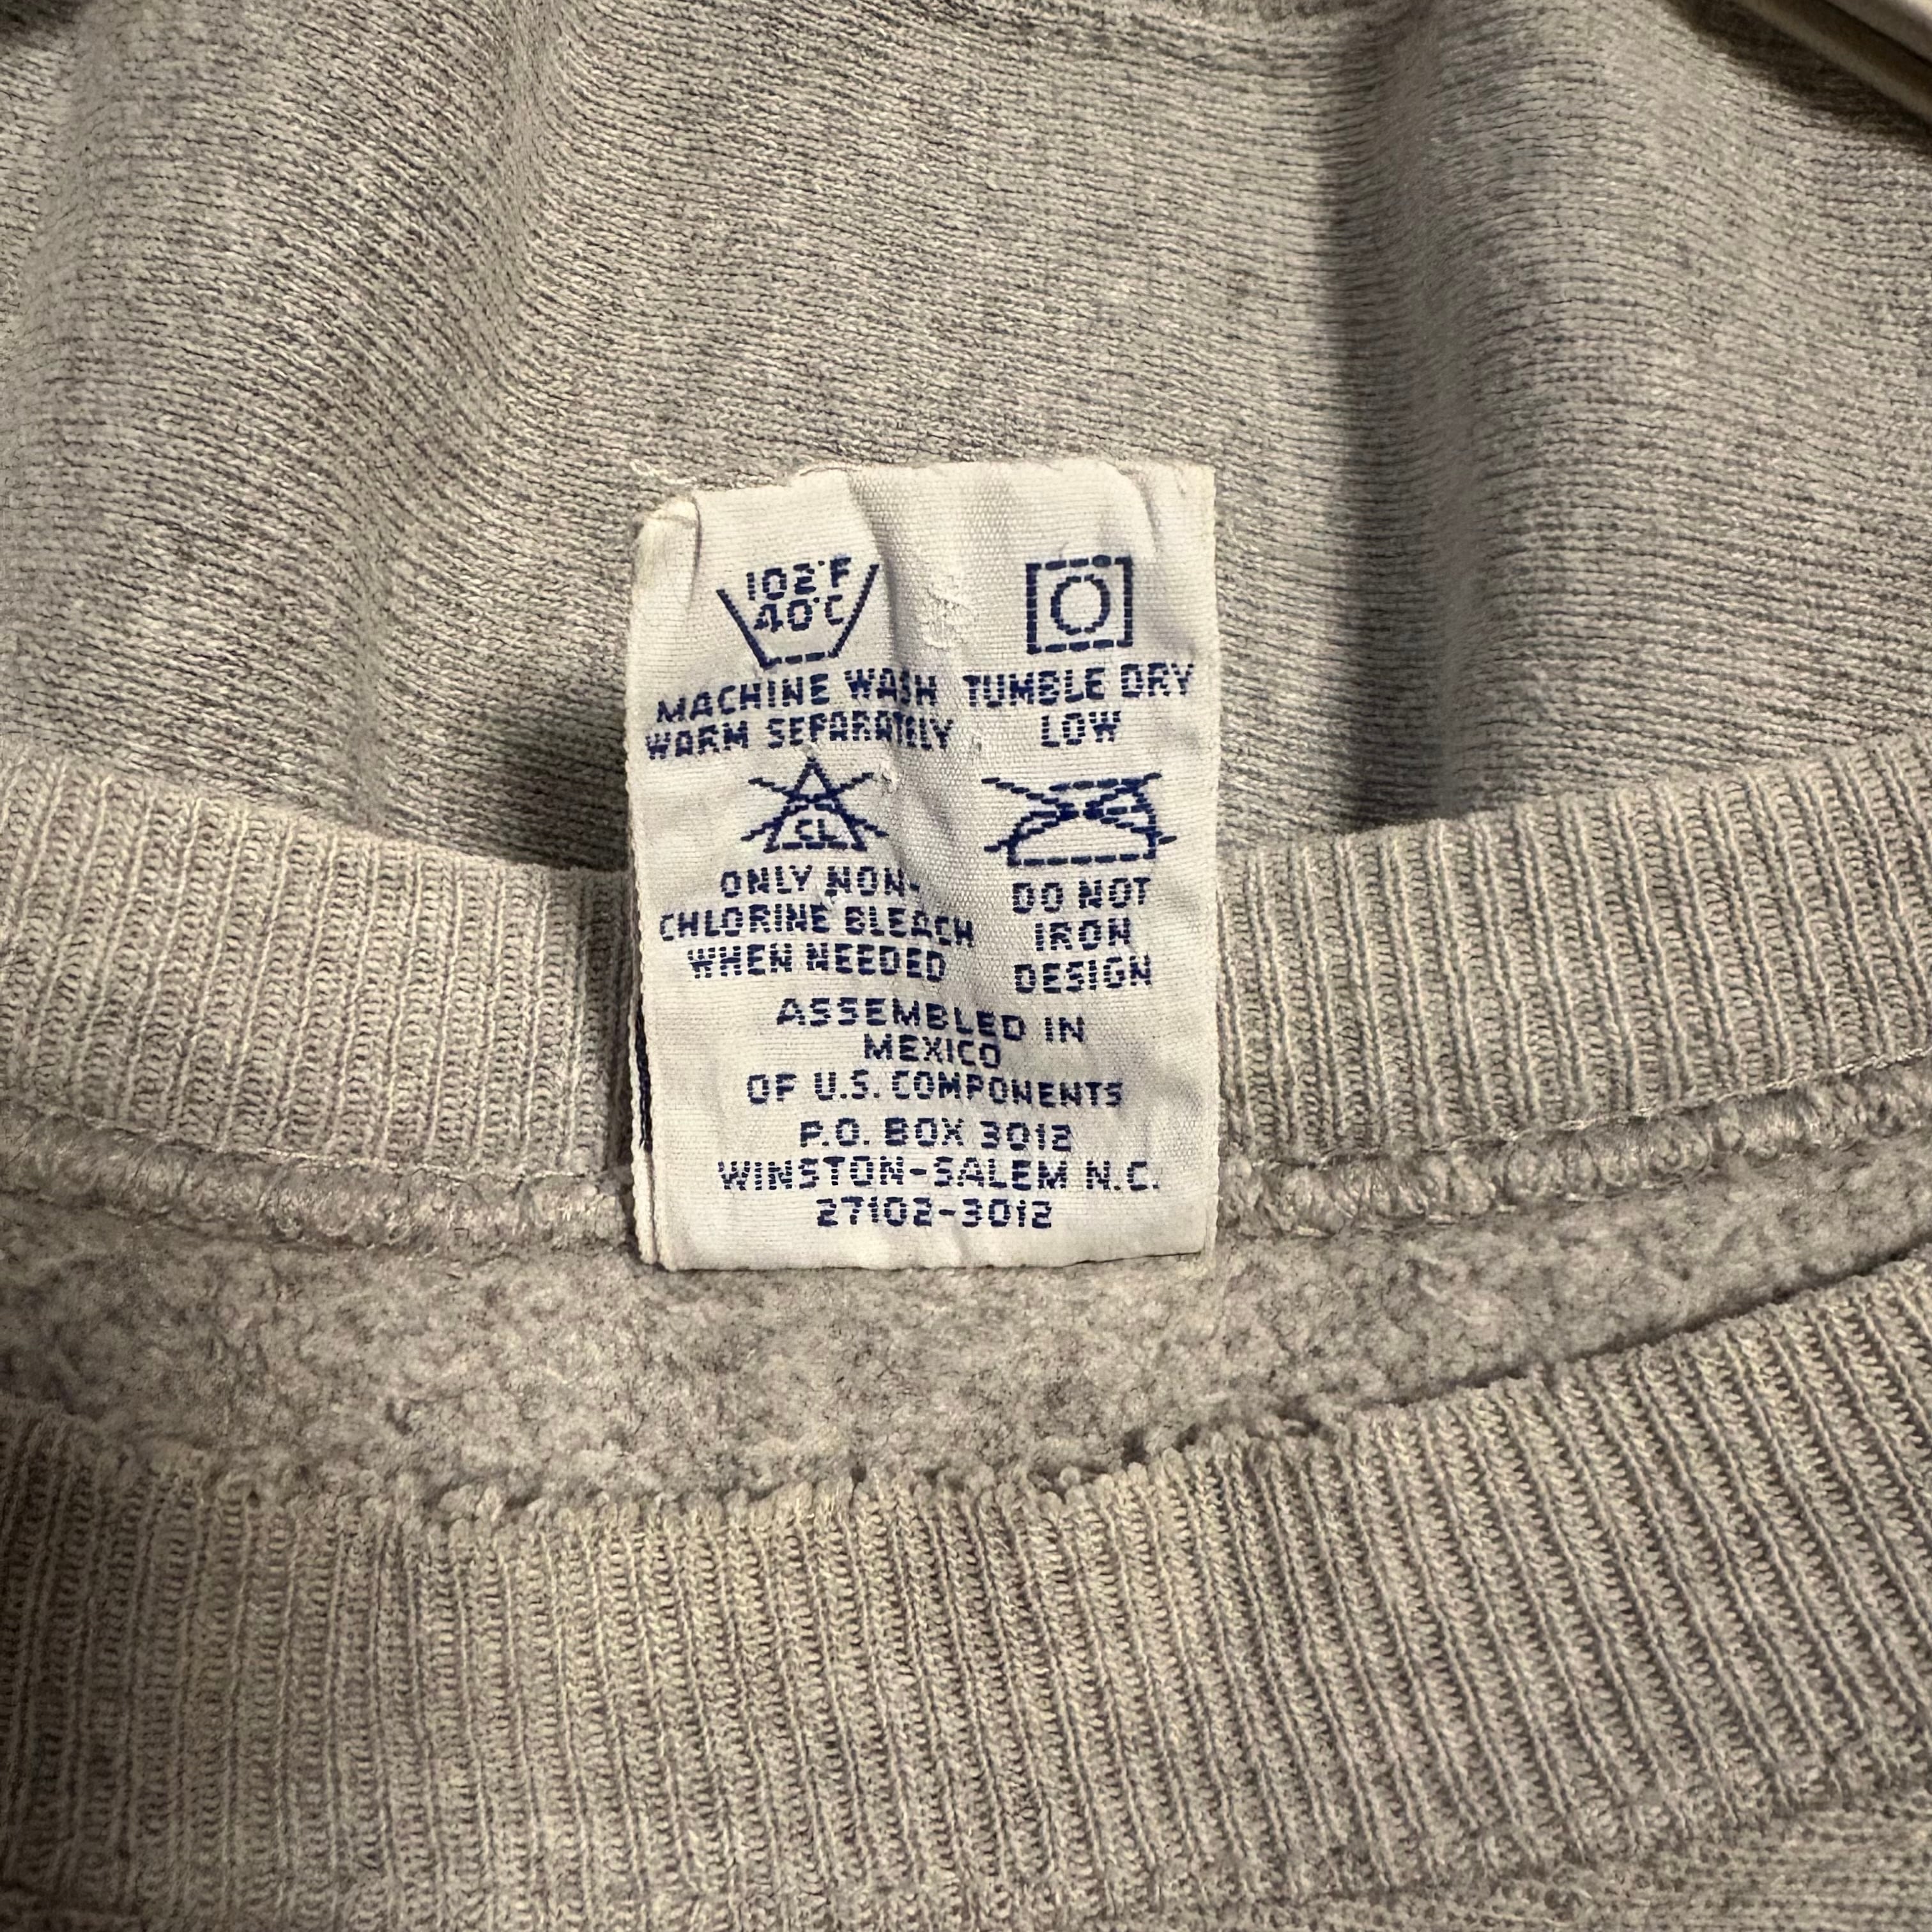 102°F
40°C
MACHINE WASH
WARM SEPARATELY
TUMBLE DRY
LOW
CL
ONLY NON-
CHLORINE BLEACH
WHEN NEEDED
DO NOT
IRON
DESIGN
ASSEMBLED IN
MEXICO
OF U.S. COMPONENTS
P.O. BOX 3012
WINSTON-SALEM N.C.
27102-3012